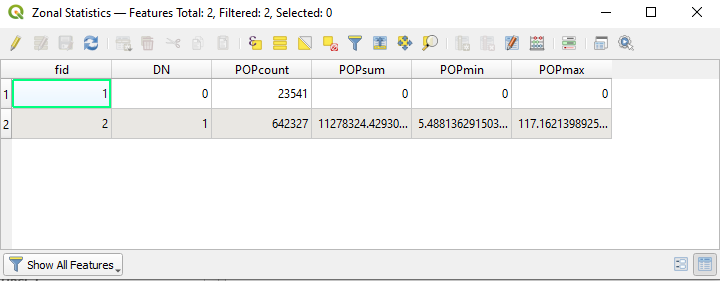 Zonal Statistics — Features Total: 2, Filtered: 2, Selected: 0
fid DN POPcount POPsum POPmin POPmax
1 1 0 23541 0 0 0
2 2 1 642327 11278324.42930... 5.488136291503... 117.1621398925...
Show All Features